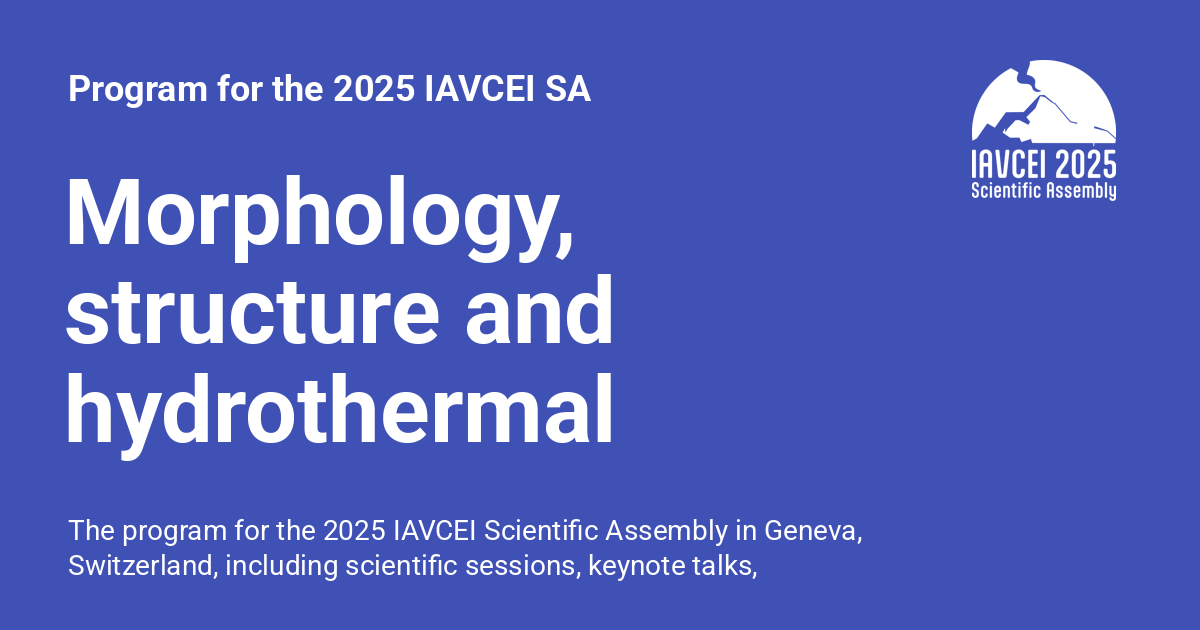 Program for the 2025 IAVCEI SA
IAVCEI 2025
Scientific Assembly
Morphology,
structure and
hydrothermal
The program for the 2025 IAVCEI Scientific Assembly in Geneva,
Switzerland, including scientific sessions, keynote talks,